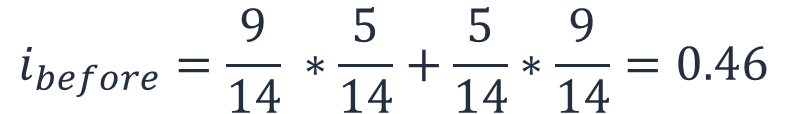 i_before = 9/14 * 5/14 + 5/14 * 9/14 = 0.46